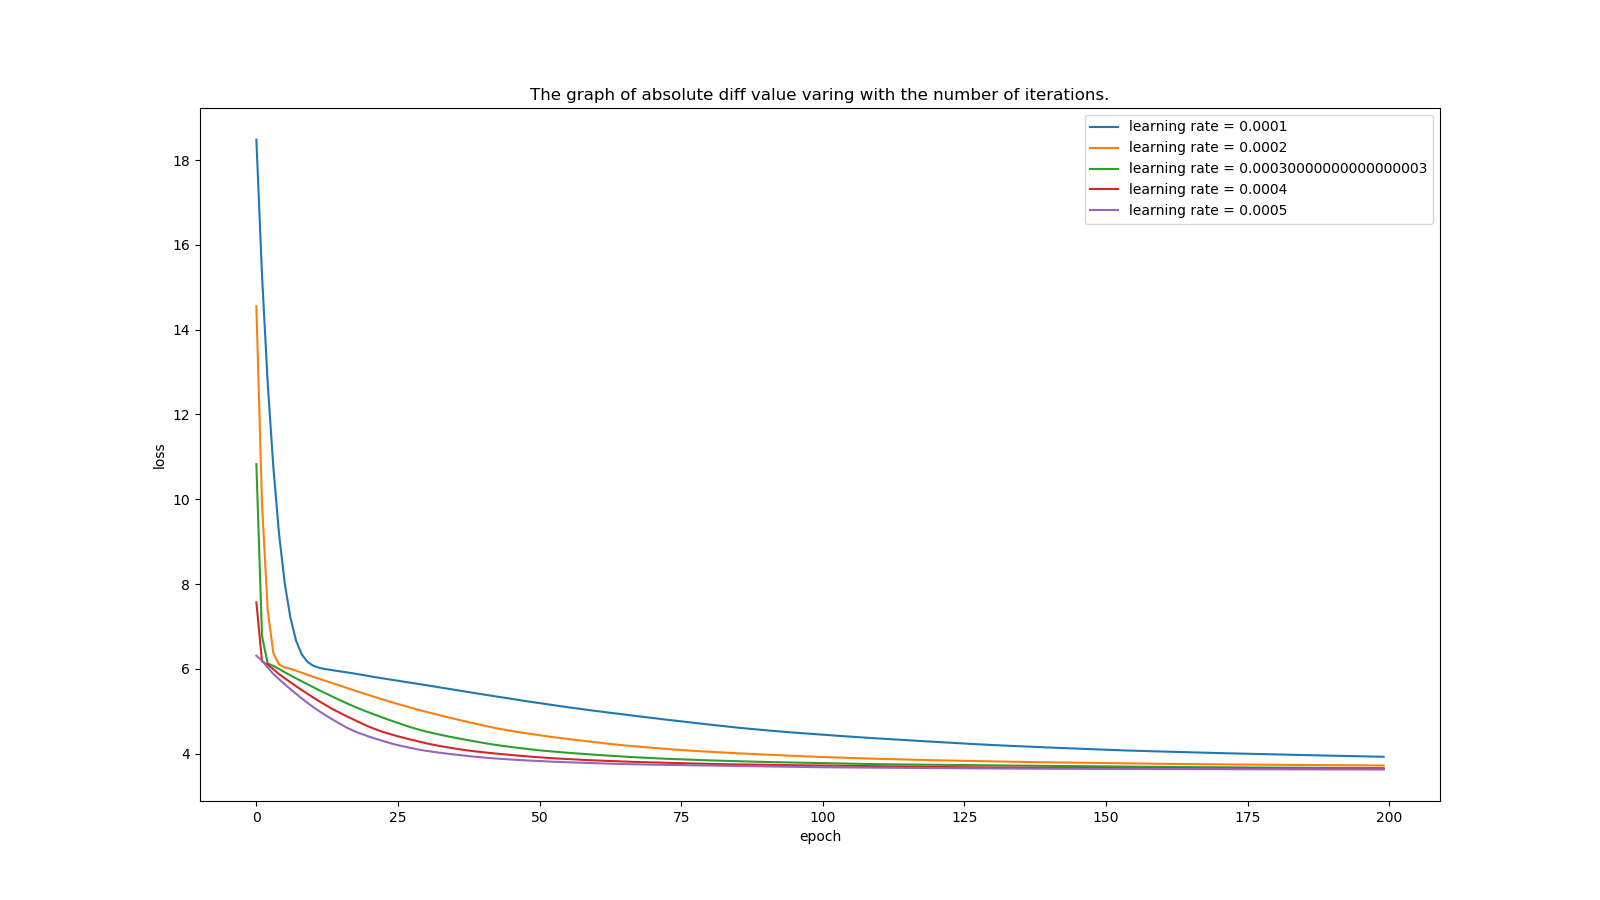 The graph of absolute diff value varing with the number of iterations.
learning rate = 0.0001
learning rate = 0.0002
learning rate = 0.00030000000000000003
learning rate = 0.0004
learning rate = 0.0005
18
16
14
12
10
8
6
4
loss
0 25 50 75 100 125 150 175 200
epoch